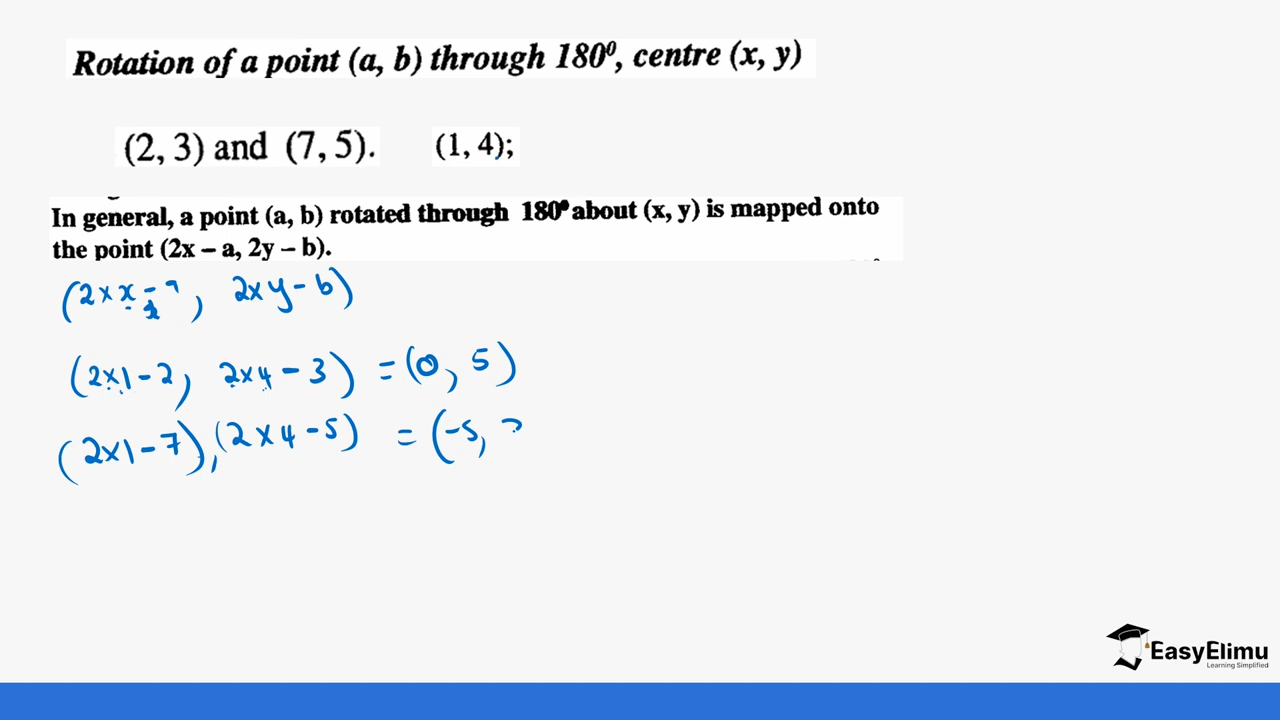 Rotation of a point (a, b) through 180⁰, centre (x, y)
(2, 3) and (7, 5). (1, 4);
In general, a point (a, b) rotated through 180⁰ about (x, y) is mapped onto
the point (2x – a, 2y – b).
(2 × x - , 2×y - b)
(2×1 - 2, 2×4 - 3) = (0, 5)
(2×1 - 7),(2×4 - 5) = (-5,
EasyElimu
Learning Simplified